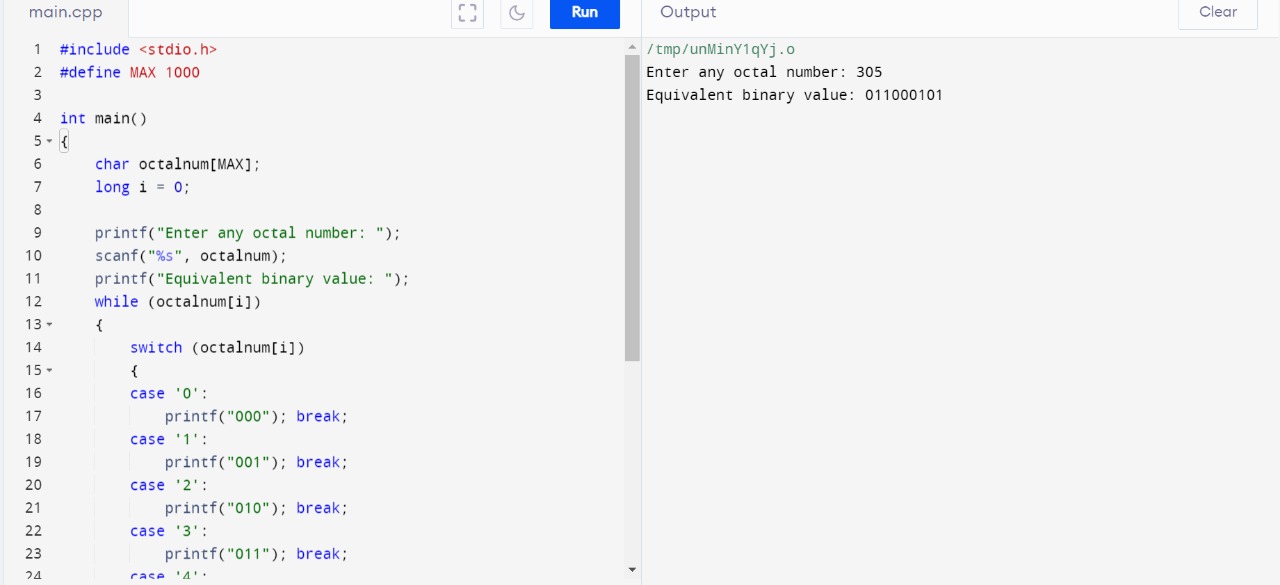 main.cpp
Run
Output
Clear
1 #include <stdio.h>
2 #define MAX 1000
3
4 int main()
5 {
6     char octalnum[MAX];
7     long i = 0;
8
9     printf("Enter any octal number: ");
10     scanf("%s", octalnum);
11     printf("Equivalent binary value: ");
12     while (octalnum[i])
13     {
14         switch (octalnum[i])
15         {
16         case '0':
17             printf("000"); break;
18         case '1':
19             printf("001"); break;
20         case '2':
21             printf("010"); break;
22         case '3':
23             printf("011"); break;
24         case '4':
/tmp/unMinY1qYj.o
Enter any octal number: 305
Equivalent binary value: 011000101